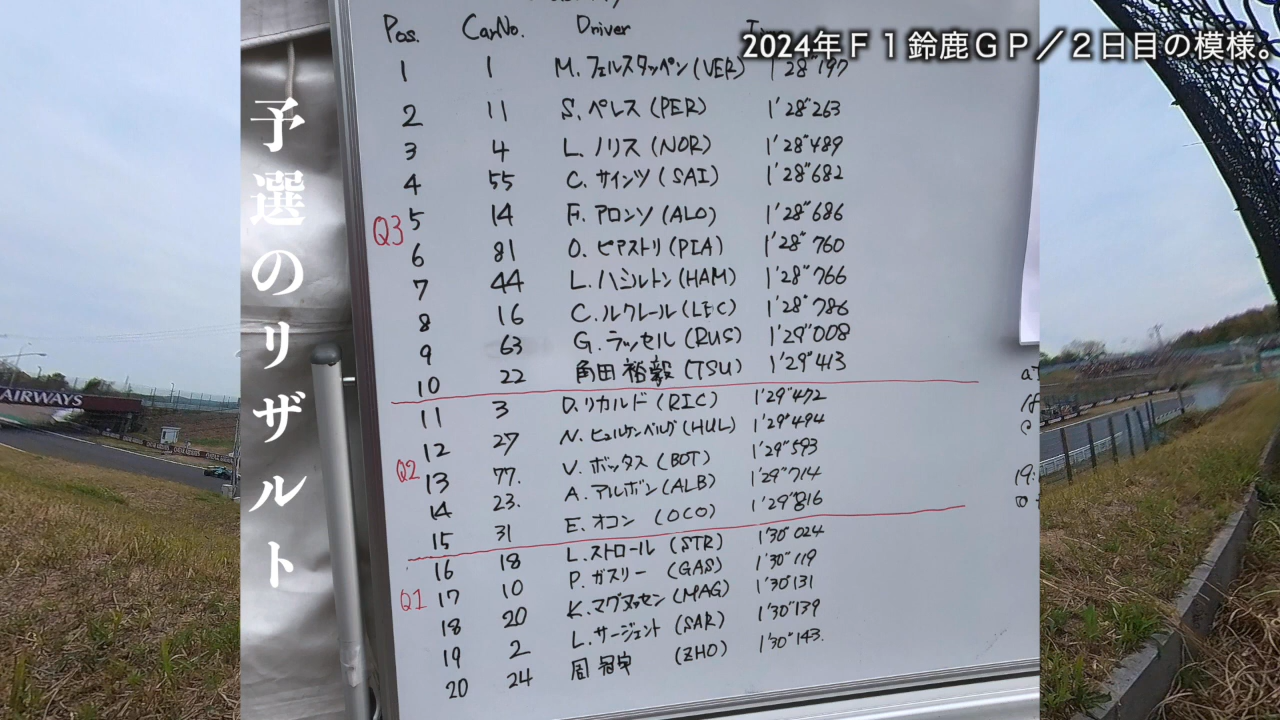 2024年F1鈴鹿GP／2日目の模様。
予選のリザルト
Pos. CarNo. Driver
1 1 M.フェルスタッペン(VER) 1'28"197
2 11 S.ペレス(PER) 1'28"263
3 4 L.ノリス(NOR) 1'28"489
4 55 C.サインツ(SAI) 1'28"682
Q3 5 14 F.アロンソ(ALO) 1'28"686
6 81 O.ピアストリ(PIA) 1'28"760
7 44 L.ハミルトン(HAM) 1'28"766
8 16 C.ルクレール(LEC) 1'28"786
9 63 G.ラッセル(RUS) 1'29"008
10 22 角田裕毅(TSU) 1'29"413
11 3 D.リカルド(RIC) 1'29"472
12 27 N.ヒュルケンベルグ(HUL) 1'29"494
Q2 13 77. V.ボッタス(BOT) 1'29"593
14 23. A.アルボン(ALB) 1'29"714
15 31 E.オコン(OCO) 1'29"816
16 18 L.ストロール(STR) 1'30"024
Q1 17 10 P.ガスリー(GAS) 1'30"119
18 20 K.マグヌッセン(MAG) 1'30"131
19 2 L.サージェント(SAR) 1'30"139
20 24 周冠宇(ZHO) 1'30"143.
AIRWAYS